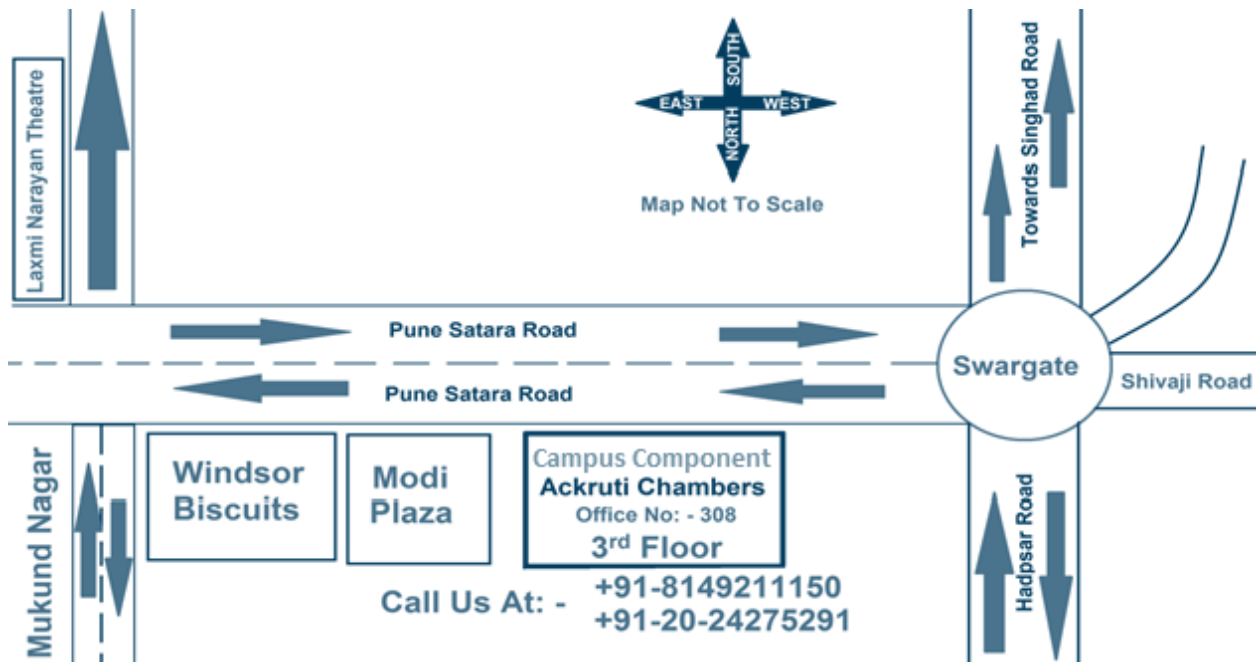 Laxmi Narayan Theatre
SOUTH
EAST
WEST
NORTH
Map Not To Scale
Towards Singhad Road
Pune Satara Road
Pune Satara Road
Swargate
Shivaji Road
Mukund Nagar
Windsor
Biscuits
Modi
Plaza
Campus Component
Ackruti Chambers
Office No: - 308
3rd Floor
Hadpsar Road
Call Us At: -
+91-8149211150
+91-20-24275291